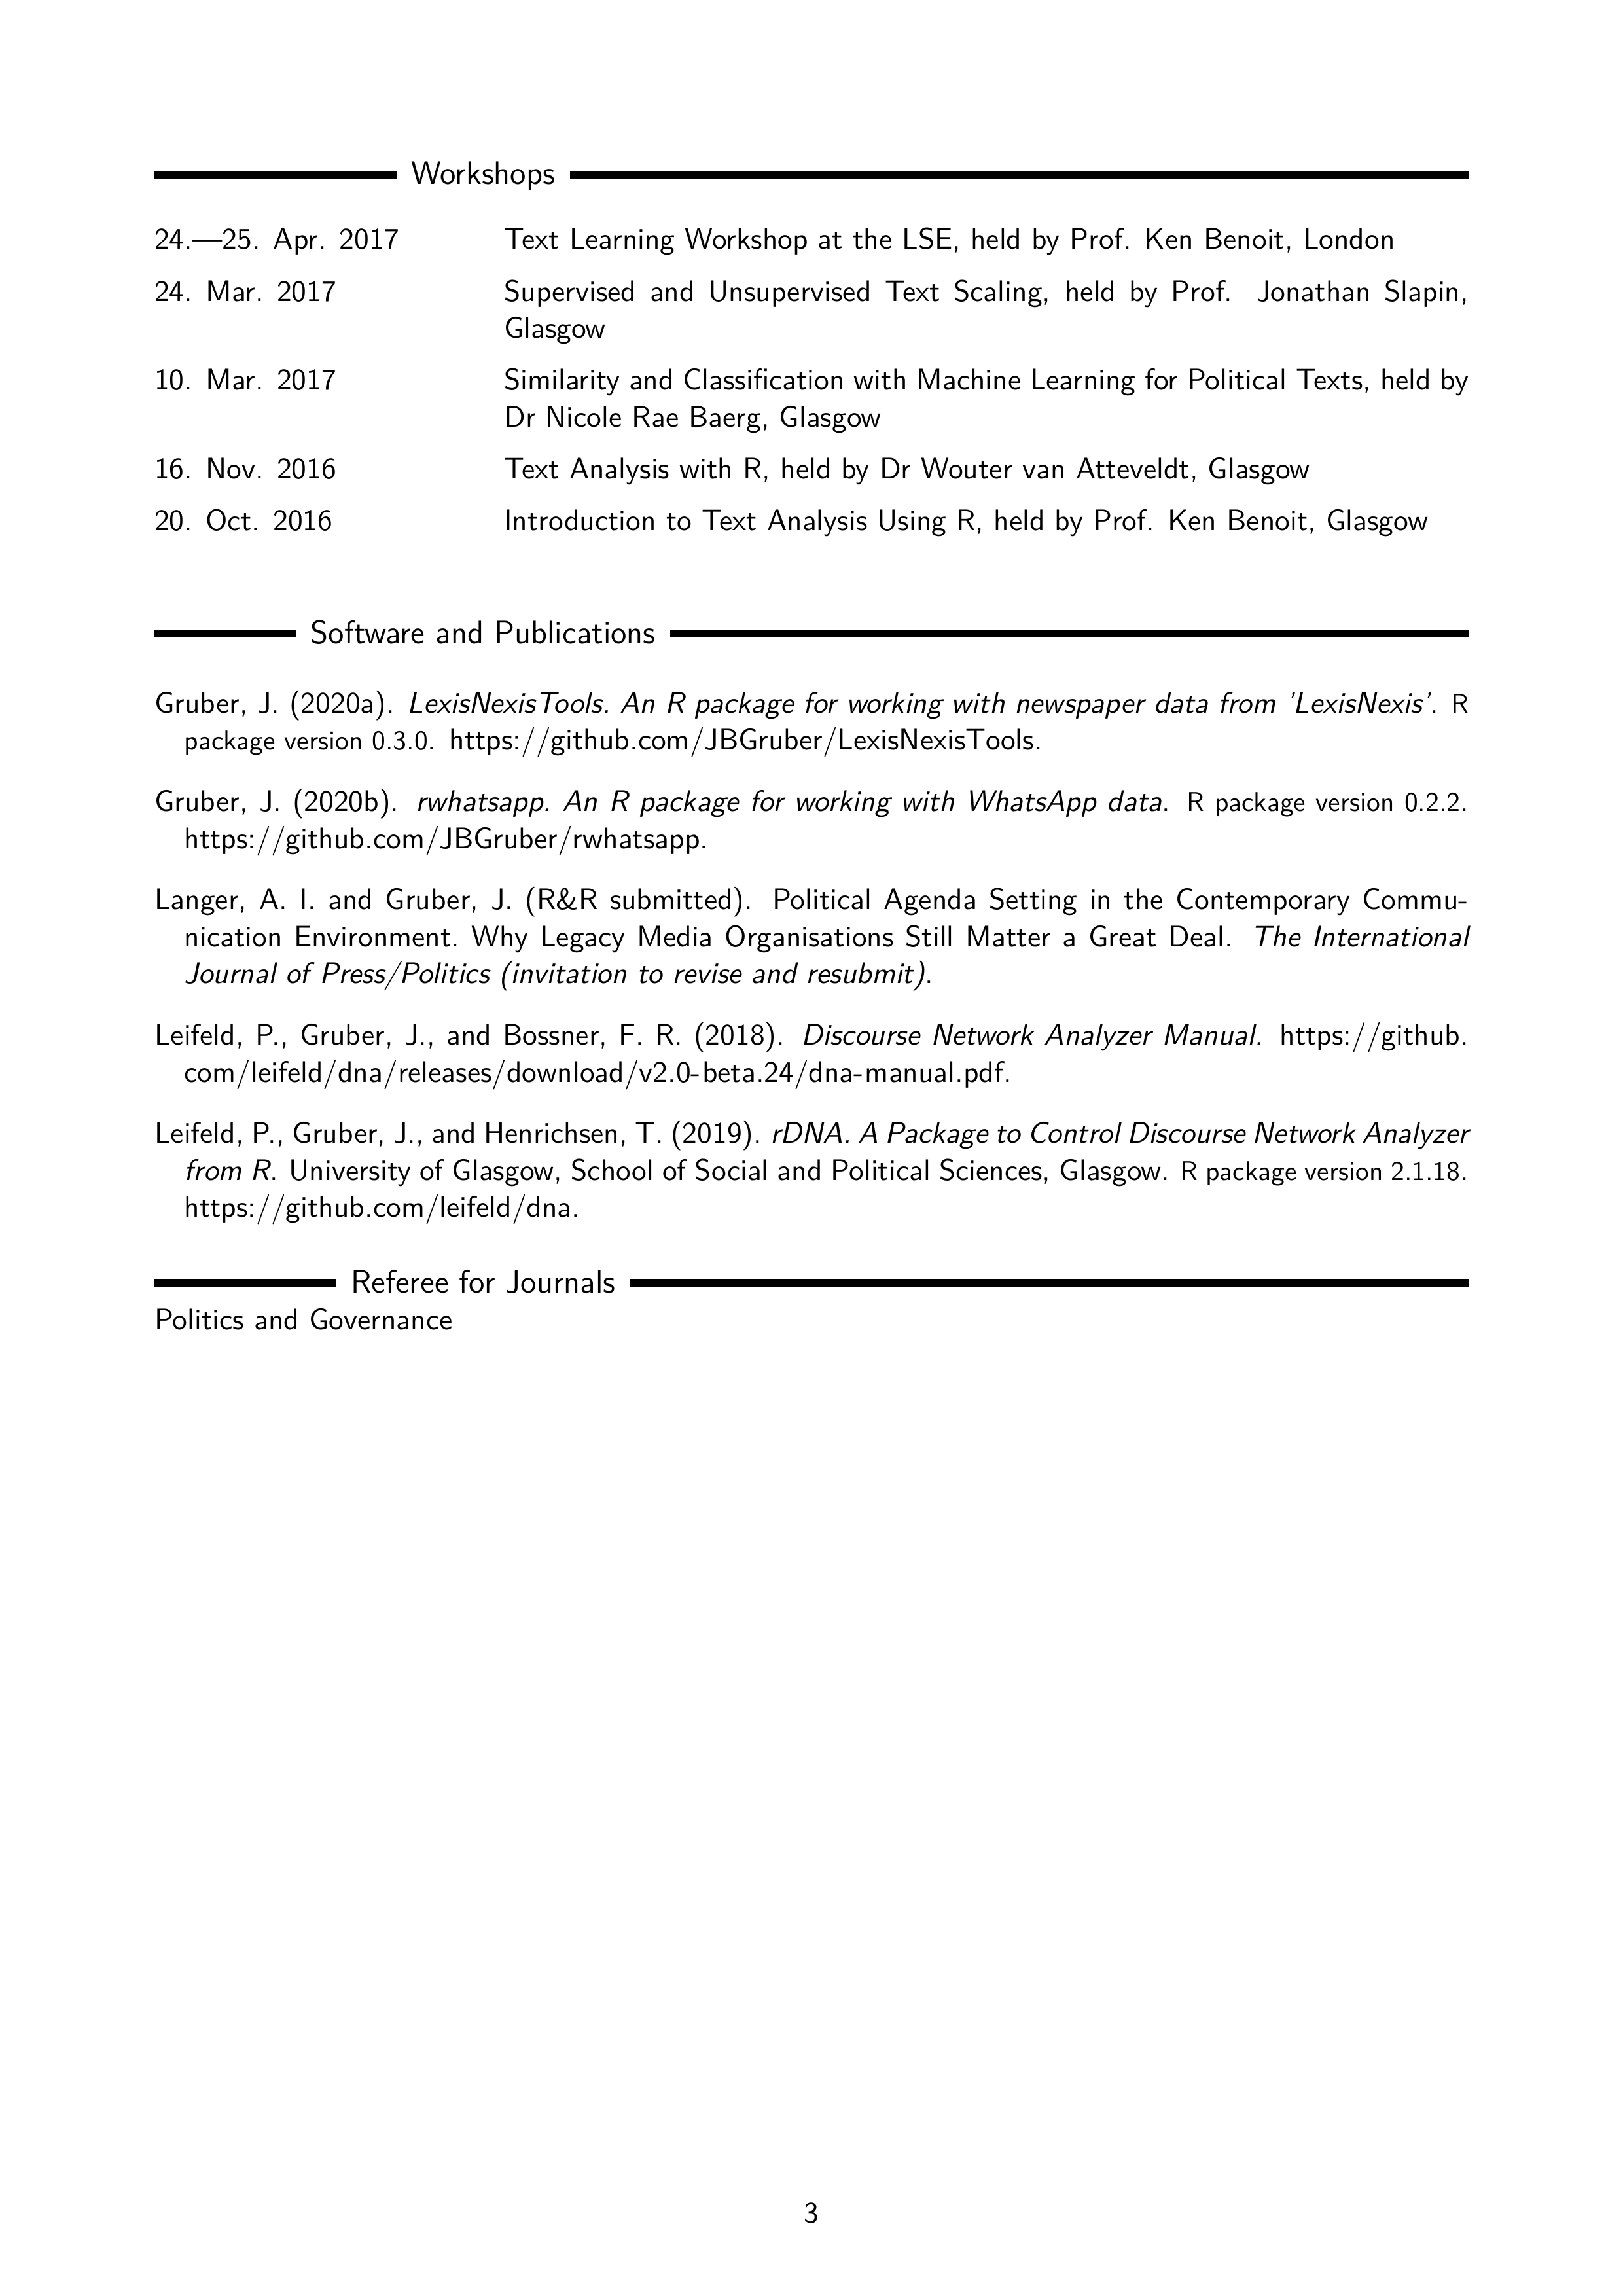 Workshops
24.—25. Apr. 2017 Text Learning Workshop at the LSE, held by Prof. Ken Benoit, London
24. Mar. 2017 Supervised and Unsupervised Text Scaling, held by Prof. Jonathan Slapin,
Glasgow
10. Mar. 2017 Similarity and Classification with Machine Learning for Political Texts, held by
Dr Nicole Rae Baerg, Glasgow
16. Nov. 2016 Text Analysis with R, held by Dr Wouter van Atteveldt, Glasgow
20. Oct. 2016 Introduction to Text Analysis Using R, held by Prof. Ken Benoit, Glasgow
Software and Publications
Gruber, J. (2020a). LexisNexisTools. An R package for working with newspaper data from 'LexisNexis'. R
package version 0.3.0. https://github.com/JBGruber/LexisNexisTools.
Gruber, J. (2020b). rwhatsapp. An R package for working with WhatsApp data. R package version 0.2.2.
https://github.com/JBGruber/rwhatsapp.
Langer, A. I. and Gruber, J. (R&R submitted). Political Agenda Setting in the Contemporary Commu-
nication Environment. Why Legacy Media Organisations Still Matter a Great Deal. The International
Journal of Press/Politics (invitation to revise and resubmit).
Leifeld, P., Gruber, J., and Bossner, F. R. (2018). Discourse Network Analyzer Manual. https://github.
com/leifeld/dna/releases/download/v2.0-beta.24/dna-manual.pdf.
Leifeld, P., Gruber, J., and Henrichsen, T. (2019). rDNA. A Package to Control Discourse Network Analyzer
from R. University of Glasgow, School of Social and Political Sciences, Glasgow. R package version 2.1.18.
https://github.com/leifeld/dna.
Referee for Journals
Politics and Governance
3